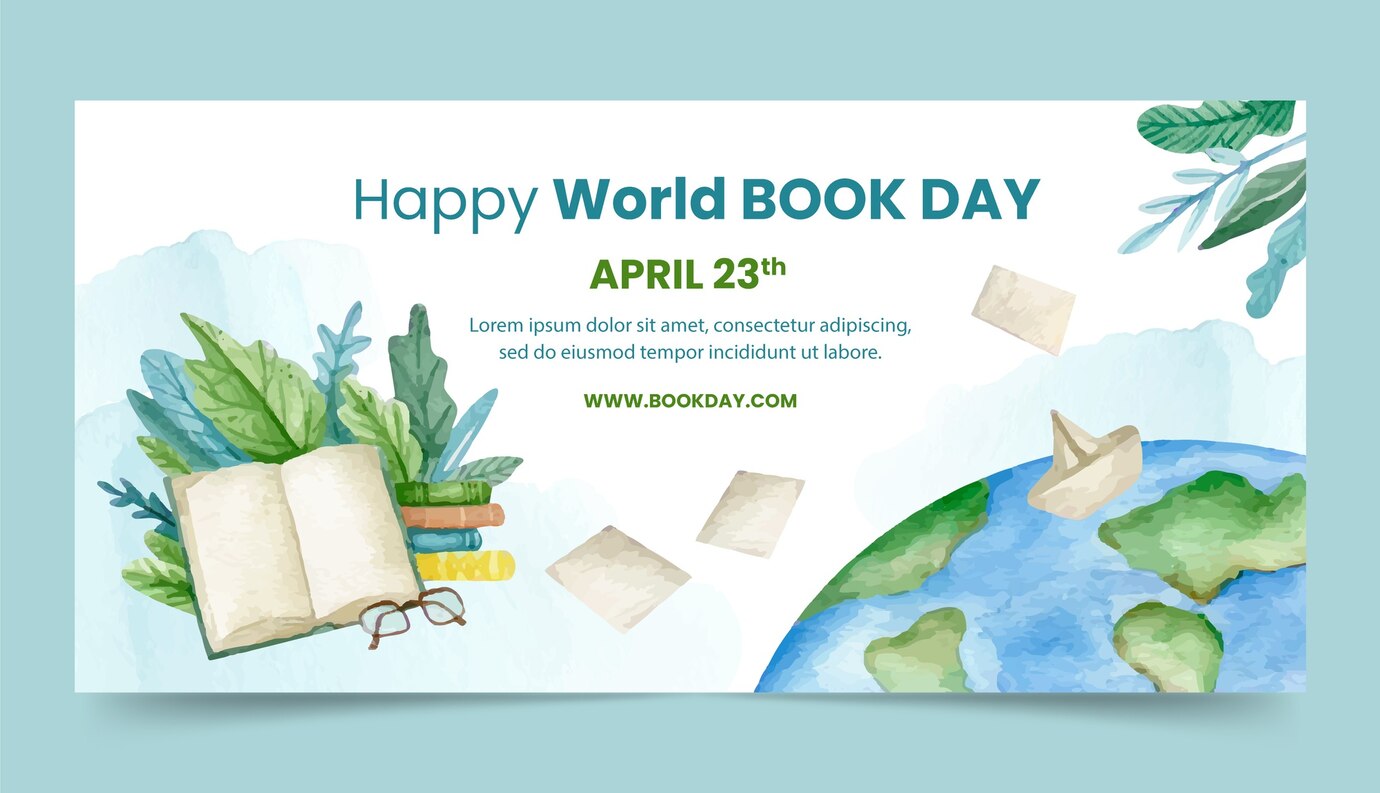 Happy World BOOK DAY
APRIL 23th
Lorem ipsum dolor sit amet, consectetur adipiscing,
sed do eiusmod tempor incididunt ut labore.
WWW.BOOKDAY.COM